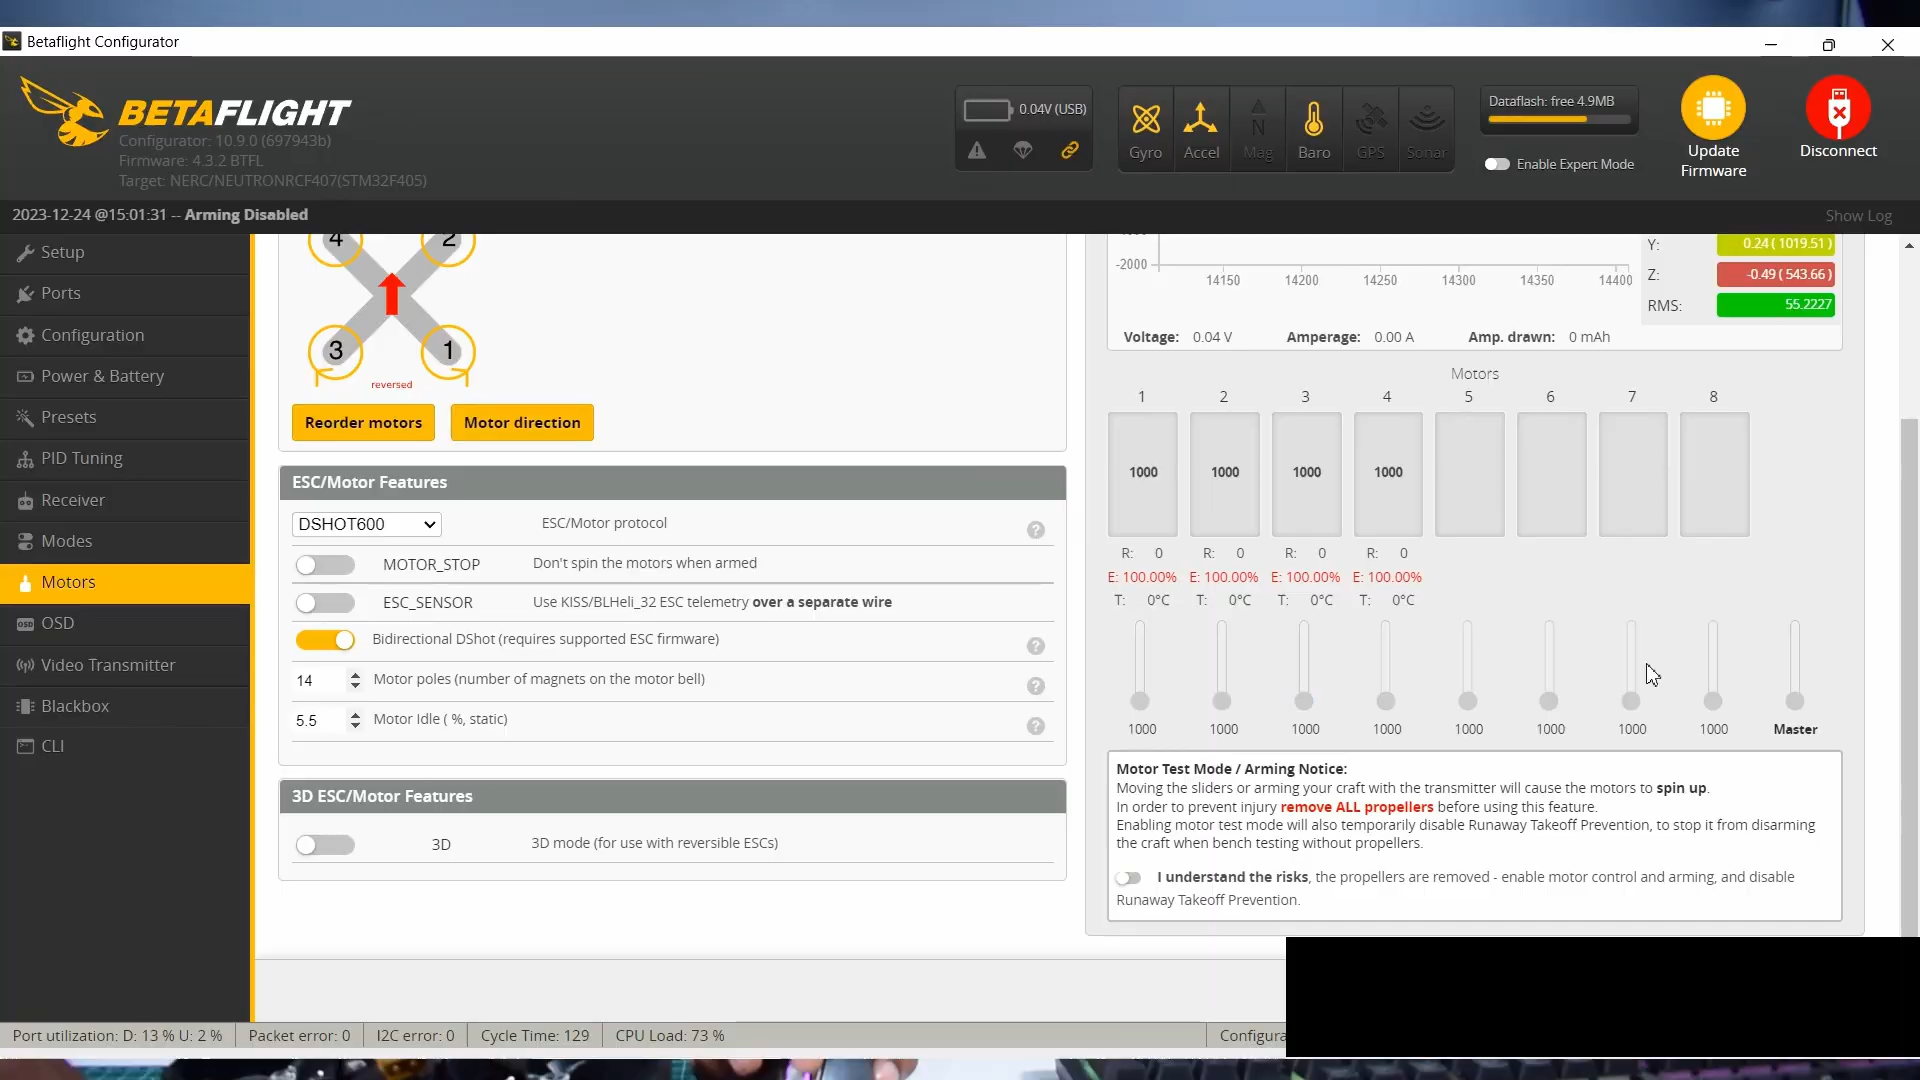 Betaflight Configurator
BETAFLIGHT
Configurator: 10.9.0 (697943b)
Firmware: 4.3.2 BTFL
Target: NERC/NEUTRONRCF407(STM32F405)
0.04V (USB)
Gyro
Accel
Mag
Baro
GPS
Sonar
Dataflash: free 4.9MB
Enable Expert Mode
Update
Firmware
Disconnect
2023-12-24 @15:01:31 -- Arming Disabled
Show Log
Setup
Ports
Configuration
Power & Battery
Presets
PID Tuning
Receiver
Modes
Motors
OSD
Video Transmitter
Blackbox
CLI
4 2
3 1
reversed
Reorder motors
Motor direction
ESC/Motor Features
DSHOT600 ESC/Motor protocol ?
MOTOR_STOP Don't spin the motors when armed
ESC_SENSOR Use KISS/BLHeli_32 ESC telemetry over a separate wire
Bidirectional DShot (requires supported ESC firmware) ?
14 Motor poles (number of magnets on the motor bell) ?
5.5 Motor Idle ( %, static) ?
3D ESC/Motor Features
3D 3D mode (for use with reversible ESCs)
-2000
14150 14200 14250 14300 14350 14400
Y: 0.24 ( 1019.51 )
Z: -0.49 ( 543.66 )
RMS: 55.2227
Voltage: 0.04 V Amperage: 0.00 A Amp. drawn: 0 mAh
Motors
1 2 3 4 5 6 7 8
1000 1000 1000 1000
R: 0 R: 0 R: 0 R: 0
E: 100.00% E: 100.00% E: 100.00% E: 100.00%
T: 0°C T: 0°C T: 0°C T: 0°C
1000 1000 1000 1000 1000 1000 1000 1000 Master
Motor Test Mode / Arming Notice:
Moving the sliders or arming your craft with the transmitter will cause the motors to spin up.
In order to prevent injury remove ALL propellers before using this feature.
Enabling motor test mode will also temporarily disable Runaway Takeoff Prevention, to stop it from disarming
the craft when bench testing without propellers.
I understand the risks, the propellers are removed - enable motor control and arming, and disable
Runaway Takeoff Prevention.
Port utilization: D: 13 % U: 2 % Packet error: 0 I2C error: 0 Cycle Time: 129 CPU Load: 73 % Configura